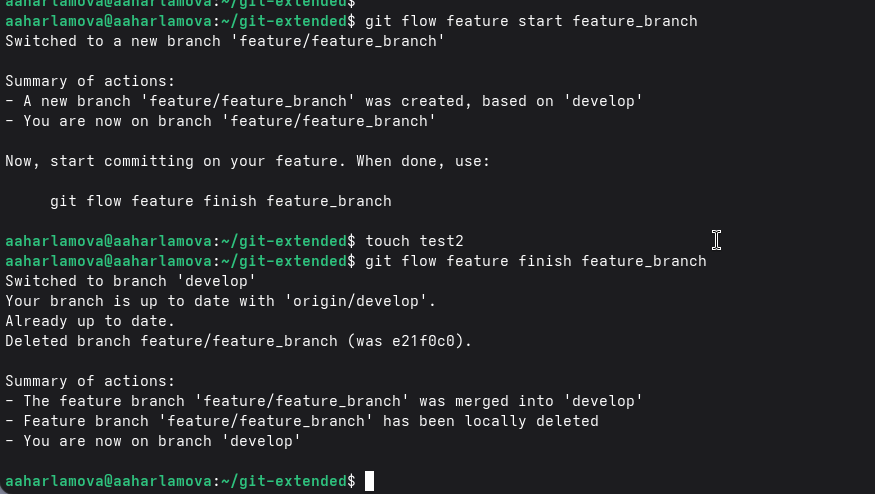 aaharlamova@aaharlamova:~/git-extended$
aaharlamova@aaharlamova:~/git-extended$ git flow feature start feature_branch
Switched to a new branch 'feature/feature_branch'
Summary of actions:
- A new branch 'feature/feature_branch' was created, based on 'develop'
- You are now on branch 'feature/feature_branch'
Now, start committing on your feature. When done, use:
git flow feature finish feature_branch
aaharlamova@aaharlamova:~/git-extended$ touch test2
aaharlamova@aaharlamova:~/git-extended$ git flow feature finish feature_branch
Switched to branch 'develop'
Your branch is up to date with 'origin/develop'.
Already up to date.
Deleted branch feature/feature_branch (was e21f0c0).
Summary of actions:
- The feature branch 'feature/feature_branch' was merged into 'develop'
- Feature branch 'feature/feature_branch' has been locally deleted
- You are now on branch 'develop'
aaharlamova@aaharlamova:~/git-extended$